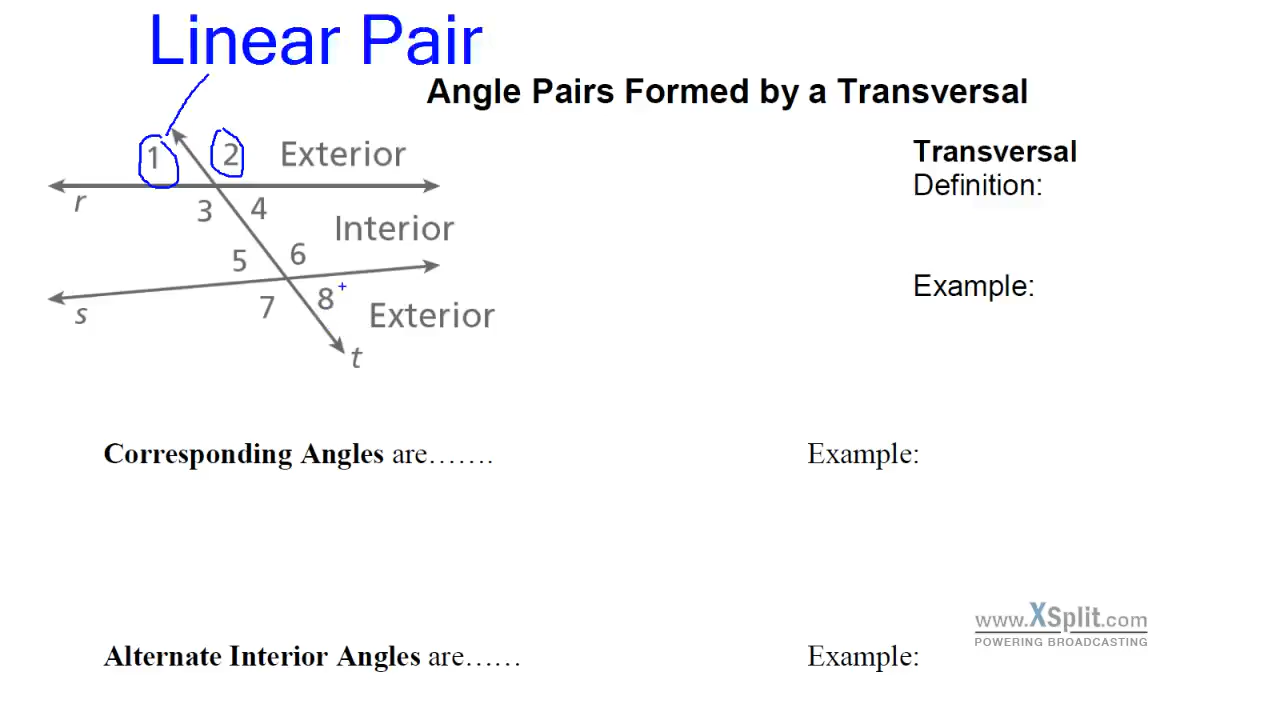 Linear Pair
Angle Pairs Formed by a Transversal
1 2 Exterior
r 3 4
Interior
5 6
s 7 8
Exterior
t
Transversal
Definition:
Example:
Corresponding Angles are…….
Example:
Alternate Interior Angles are……
Example:
www.XSplit.com
POWERING BROADCASTING